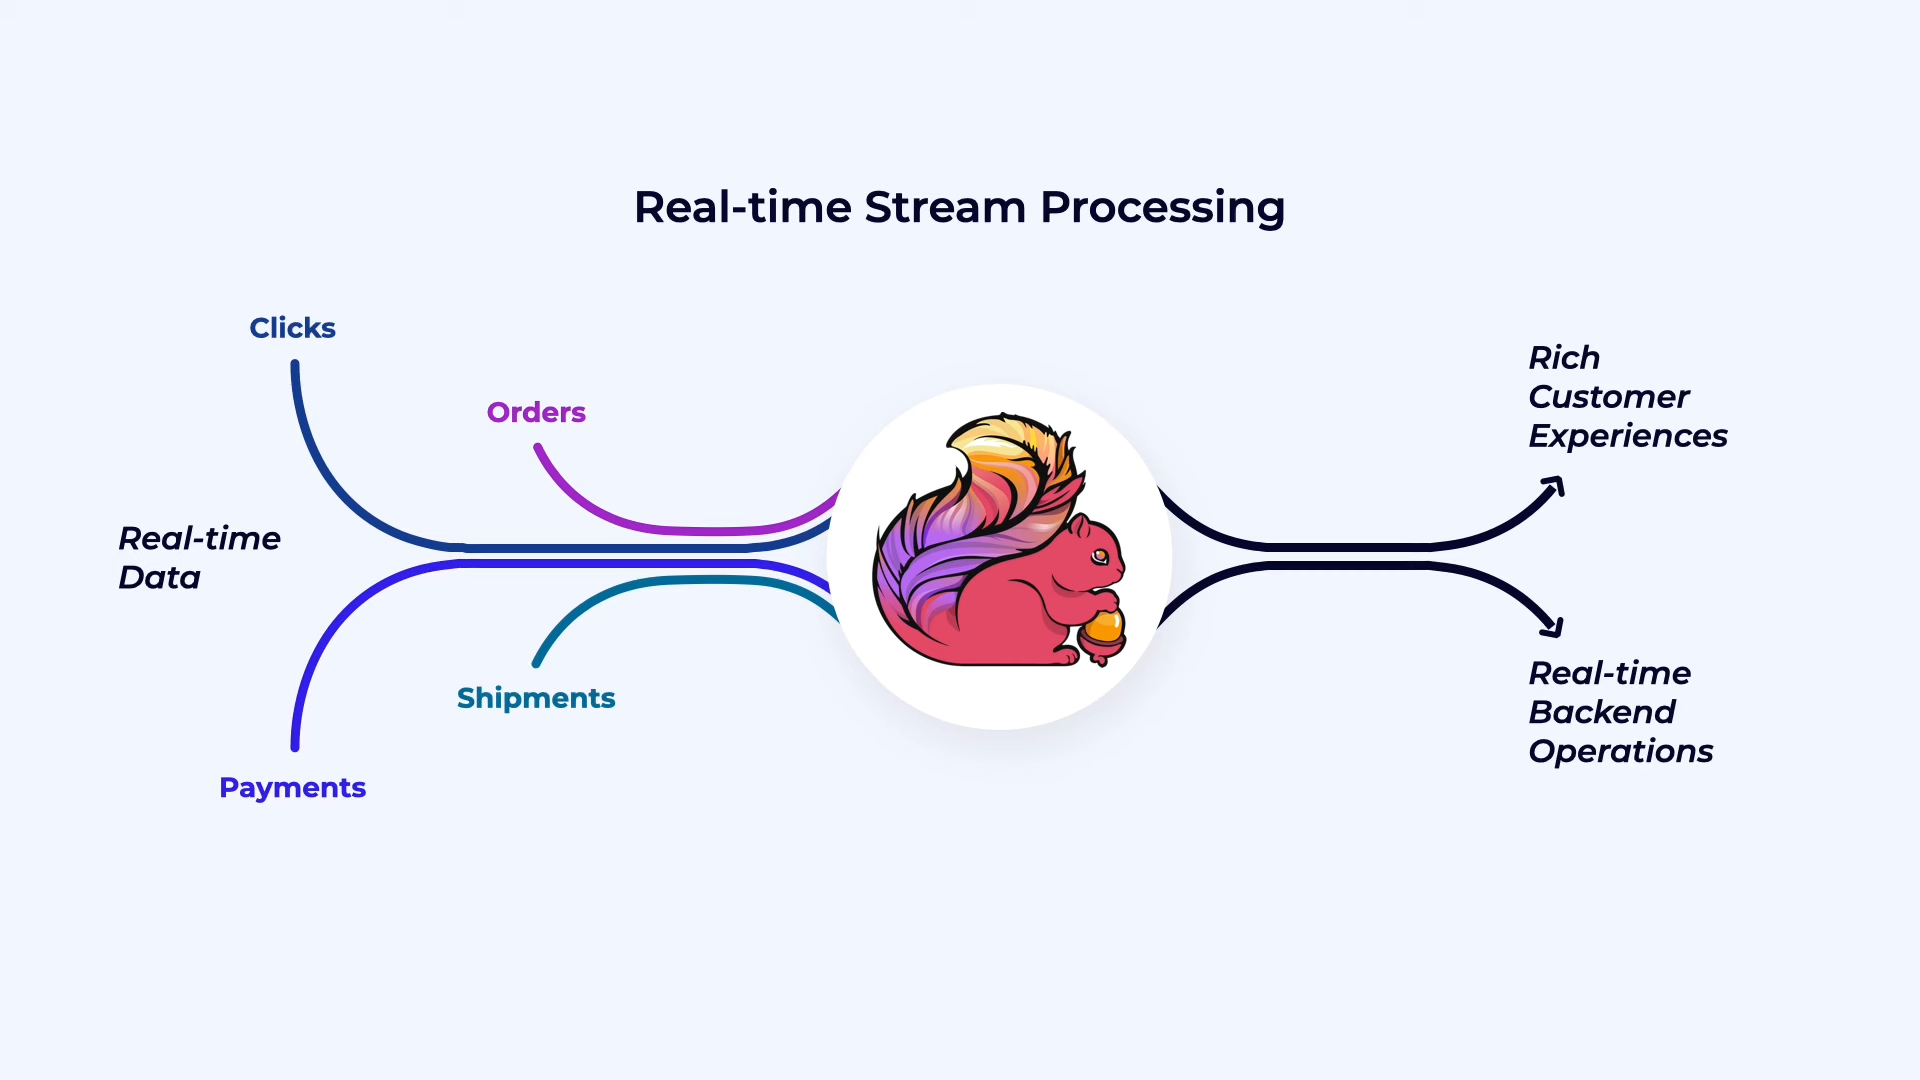 Real-time Stream Processing
Clicks
Orders
Real-time
Data
Shipments
Payments
Rich
Customer
Experiences
Real-time
Backend
Operations